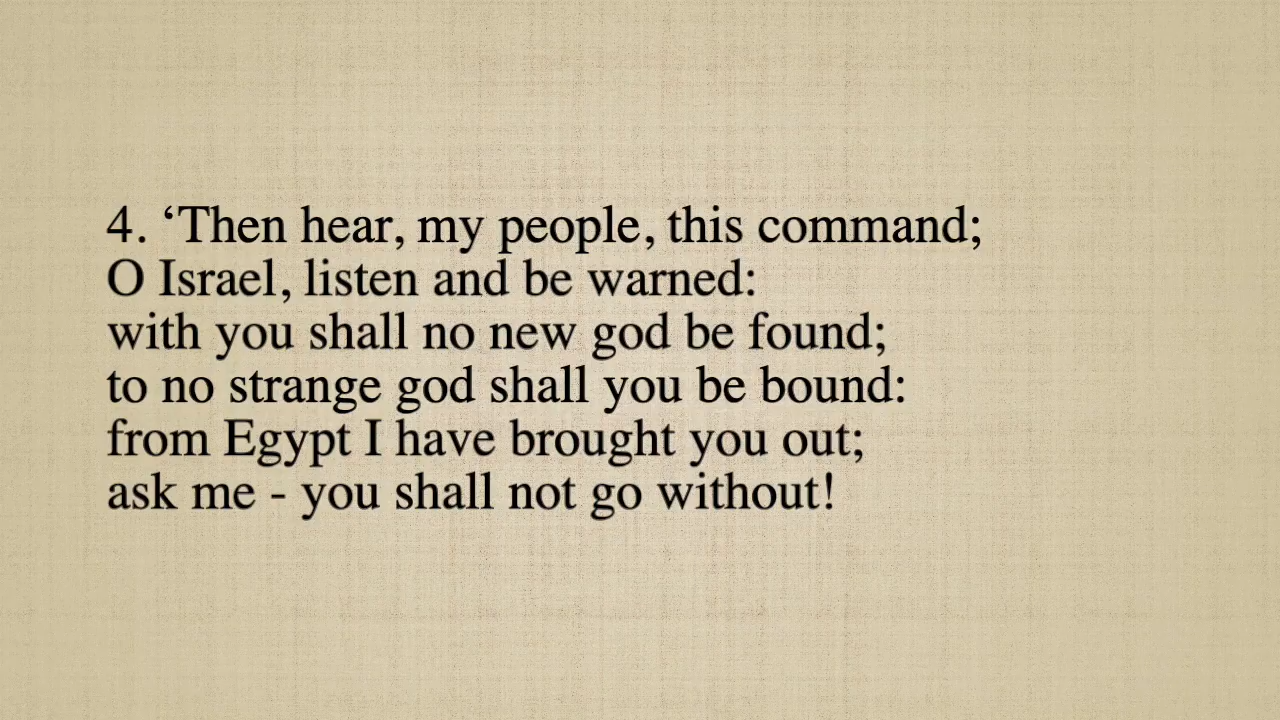 4. ‘Then hear, my people, this command;
O Israel, listen and be warned:
with you shall no new god be found;
to no strange god shall you be bound:
from Egypt I have brought you out;
ask me - you shall not go without!